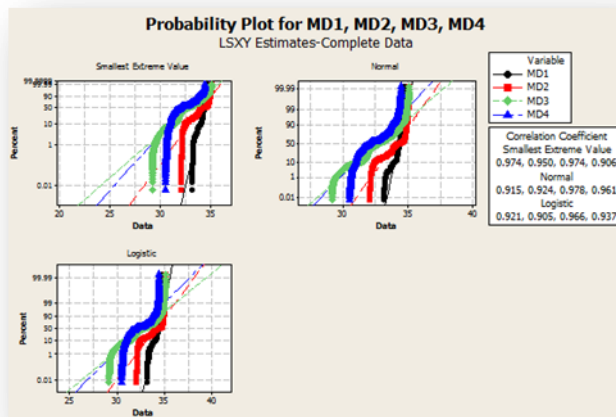 Probability Plot for MD1, MD2, MD3, MD4
LSXY Estimates-Complete Data
Smallest Extreme Value
90
50
10
1
0.01
Percent
20
25
30
35
Data
Normal
99.99
99
90
50
10
1
0.01
Percent
30
35
40
Data
Variable
MD1
MD2
MD3
MD4
Correlation Coefficient
Smallest Extreme Value
0.974, 0.950, 0.974, 0.906
Normal
0.915, 0.924, 0.978, 0.961
Logistic
0.921, 0.905, 0.966, 0.937
Logistic
99.99
99
90
50
10
1
0.01
Percent
25
30
35
40
Data